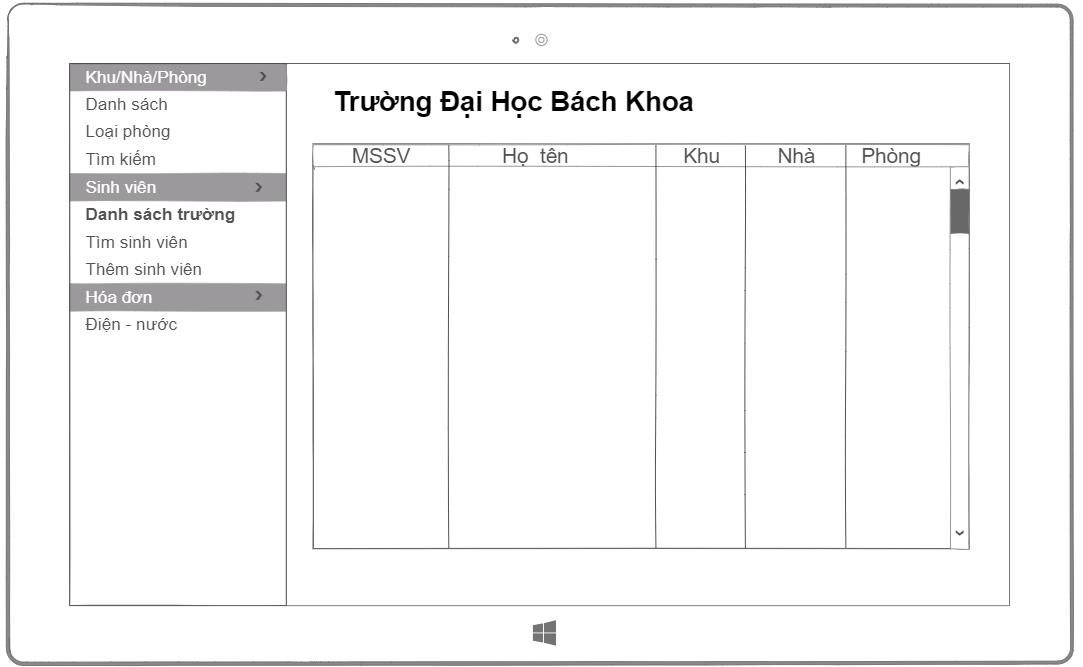 Khu/Nhà/Phòng
Danh sách
Loại phòng
Tìm kiếm
Sinh viên
Danh sách trường
Tìm sinh viên
Thêm sinh viên
Hóa đơn
Điện - nước
Trường Đại Học Bách Khoa
MSSV Họ tên Khu Nhà Phòng